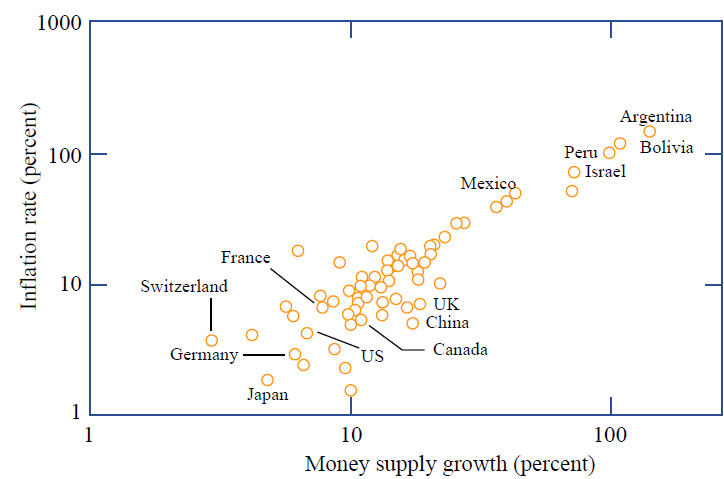 1000
Argentina
100
Peru
Bolivia
Israel
Mexico
Inflation rate (percent)
France
10
Switzerland
UK
China
Germany
US
Canada
Japan
1
1
10
100
Money supply growth (percent)